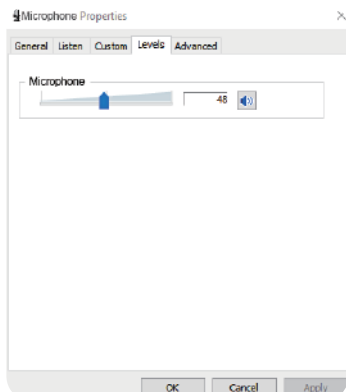 Microphone Properties
General Listen Custom Levels Advanced
Microphone
48
OK Cancel Apply